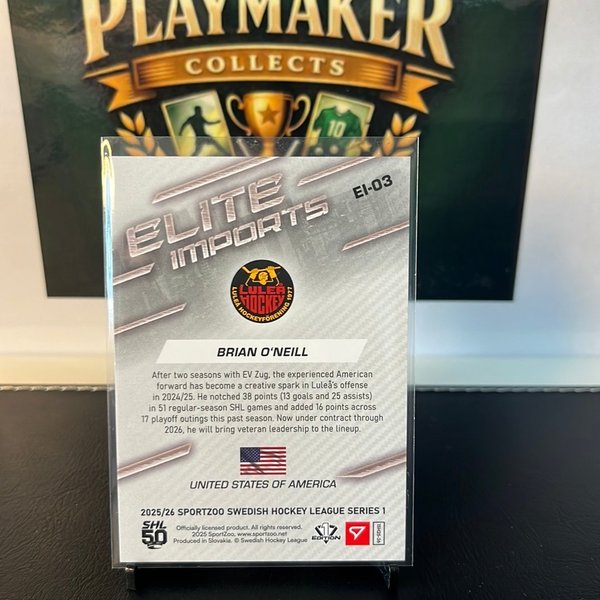 PLAYMAKER
COLLECTS
10
ELITE
IMPORTS
EI-03
LULEÅ
HOCKEY
LULEÅ HOCKEYFÖRENING 1977
BRIAN O'NEILL
After two seasons with EV Zug, the experienced American
forward has become a creative spark in Luleå's offense
in 2024/25. He notched 38 points (13 goals and 25 assists)
in 51 regular-season SHL games and added 16 points across
17 playoff outings this past season. Now under contract through
2026, he will bring veteran leadership to the lineup.
UNITED STATES OF AMERICA
2025/26 SPORTZOO SWEDISH HOCKEY LEAGUE SERIES 1
SHL
50
Officially licensed product. All rights reserved.
2025 SportZoo, www.sportzoo.net
Produced in Slovakia. © Swedish Hockey League
1
EDITION